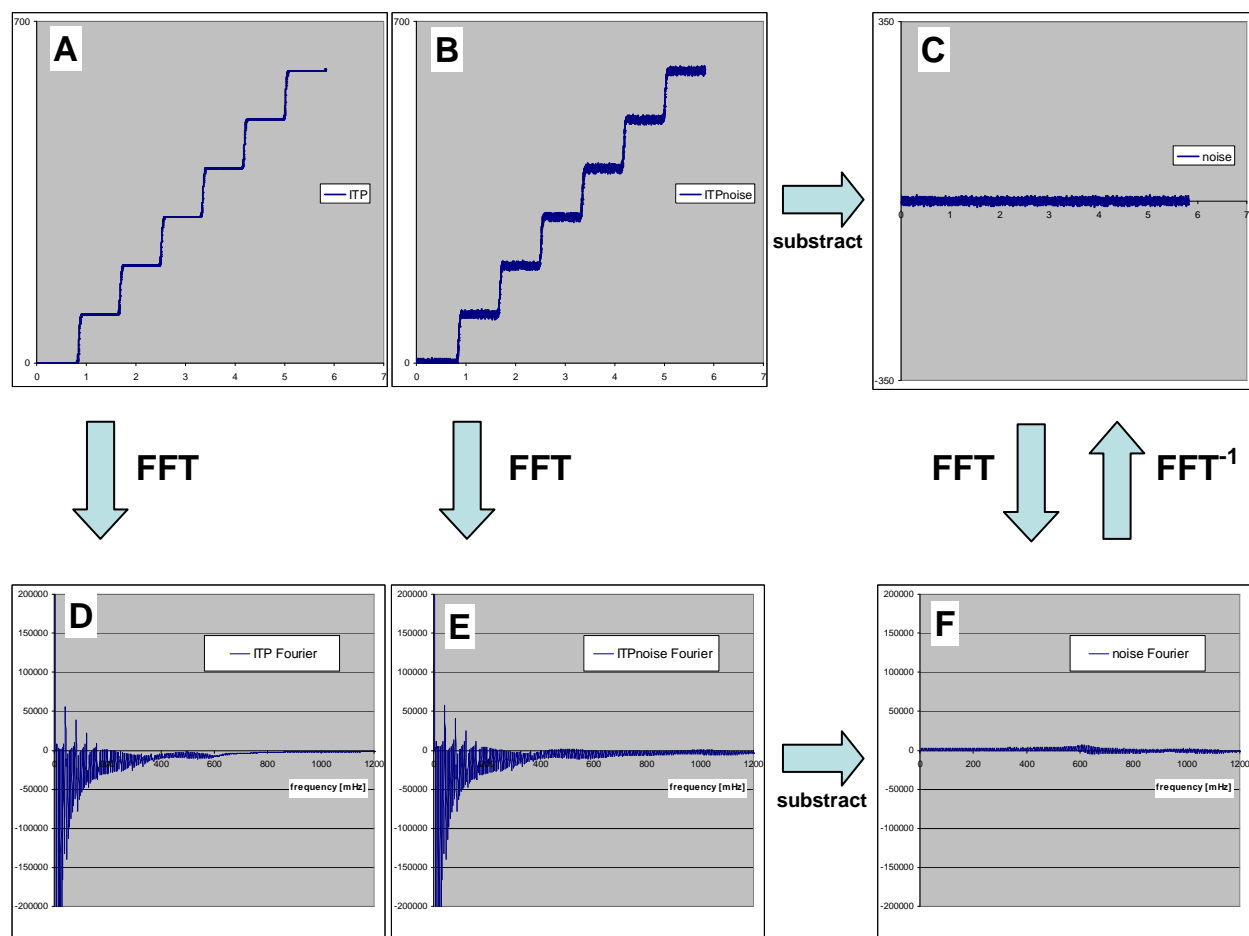 A
700
0
0 1 2 3 4 5 6 7
ITP
B
700
0
0 1 2 3 4 5 6 7
ITPnoise
substract
C
350
-350
0 1 2 3 4 5 6 7
noise
FFT
FFT
FFT
FFT-1
D
200000
150000
100000
50000
0
-50000
-100000
-150000
-200000
0 200 400 600 800 1000 1200
ITP Fourier
frequency [mHz]
E
200000
150000
100000
50000
0
-50000
-100000
-150000
-200000
0 200 400 600 800 1000 1200
ITPnoise Fourier
frequency [mHz]
substract
F
200000
150000
100000
50000
0
-50000
-100000
-150000
-200000
0 200 400 600 800 1000 1200
noise Fourier
frequency [mHz]